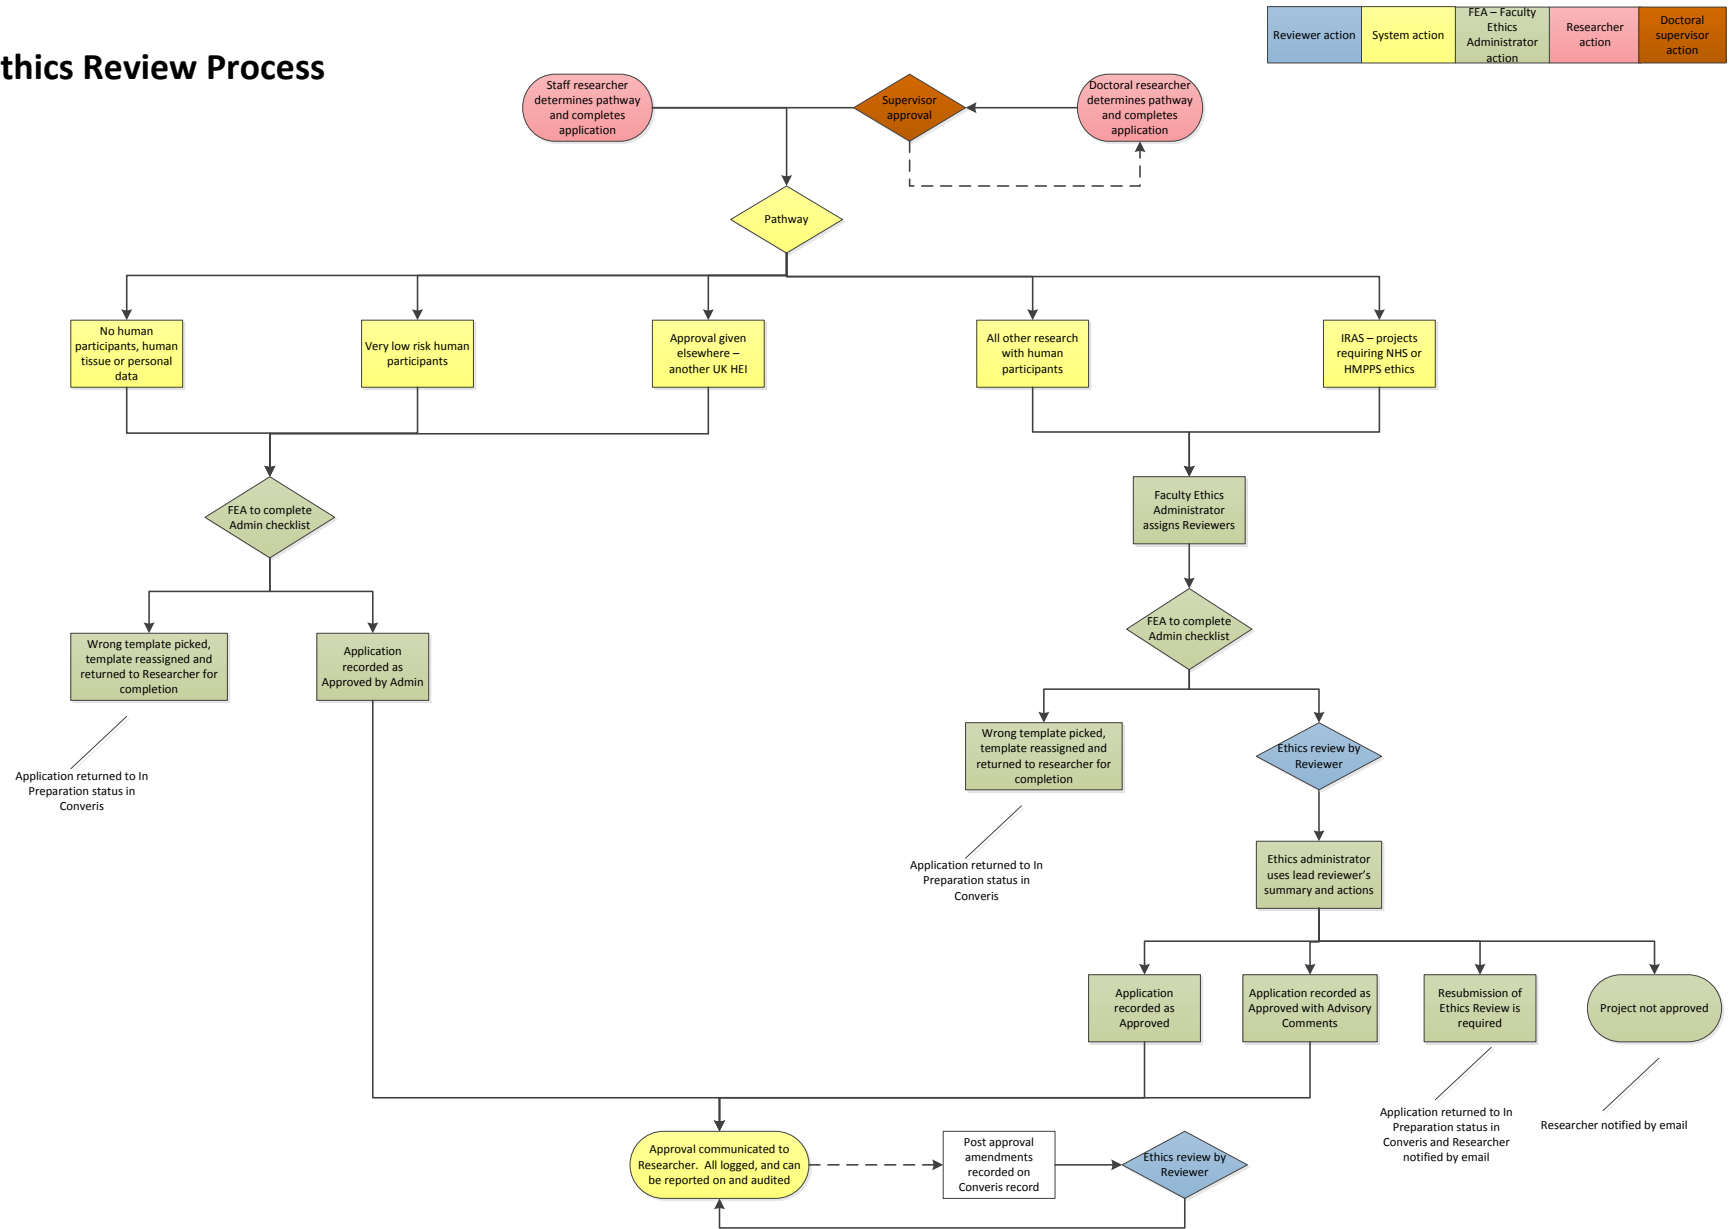 Reviewer action
System action
FEA – Faculty
Ethics
Administrator
action
Researcher
action
Doctoral
supervisor
action
thics Review Process
Staff researcher
determines pathway
and completes
application
Supervisor
approval
Doctoral researcher
determines pathway
and completes
application
Pathway
No human
participants, human
tissue or personal
data
Very low risk human
participants
Approval given
elsewhere –
another UK HEI
All other research
with human
participants
IRAS – projects
requiring NHS or
HMPPS ethics
FEA to complete
Admin checklist
Faculty Ethics
Administrator
assigns Reviewers
FEA to complete
Admin checklist
Wrong template picked,
template reassigned and
returned to Researcher for
completion
Application
recorded as
Approved by Admin
Application returned to In
Preparation status in
Converis
Wrong template picked,
template reassigned and
returned to researcher for
completion
Ethics review by
Reviewer
Application returned to In
Preparation status in
Converis
Ethics administrator
uses lead reviewer's
summary and actions
Application
recorded as
Approved
Application recorded as
Approved with Advisory
Comments
Resubmission of
Ethics Review is
required
Project not approved
Application returned to In
Preparation status in
Converis and Researcher
notified by email
Researcher notified by email
Approval communicated to
Researcher.  All logged, and can
be reported on and audited
Post approval
amendments
recorded on
Converis record
Ethics review by
Reviewer